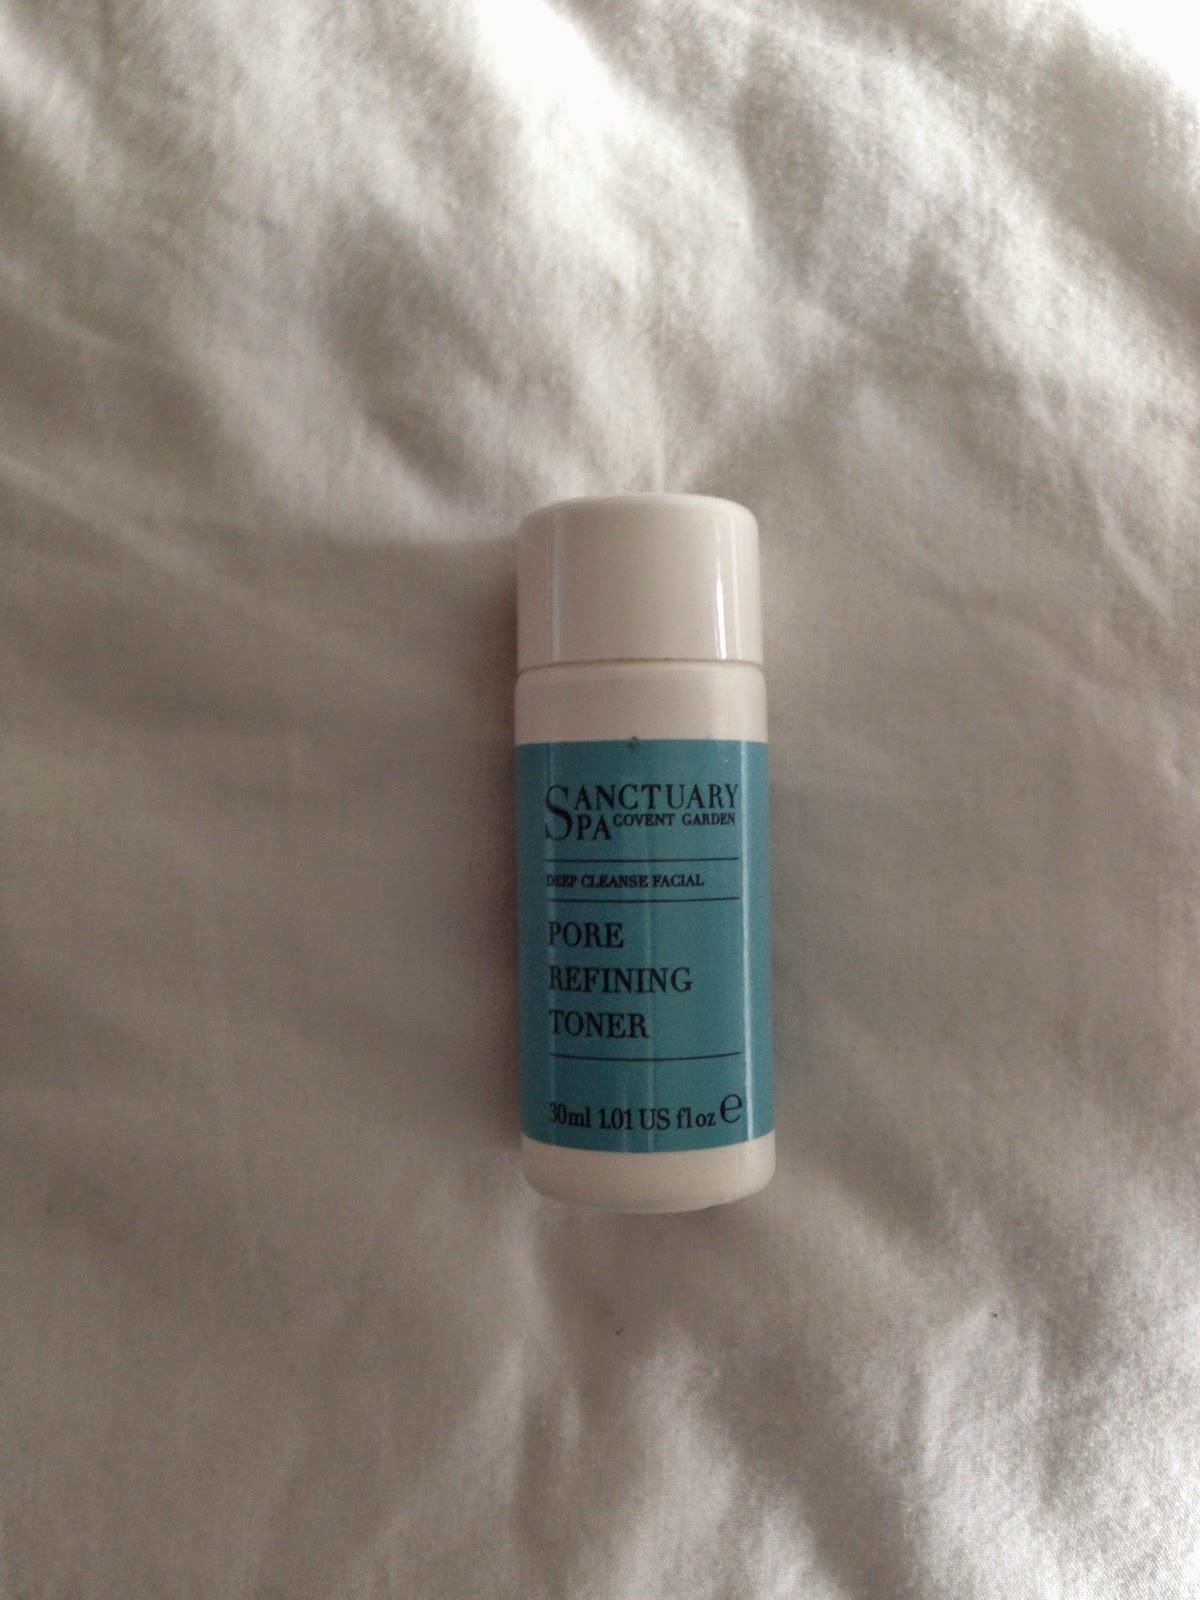 SANCTUARY
SPA COVENT GARDEN
DEEP CLEANSE FACIAL
PORE
REFINING
TONER
30ml 1.01 US fl oz ℮